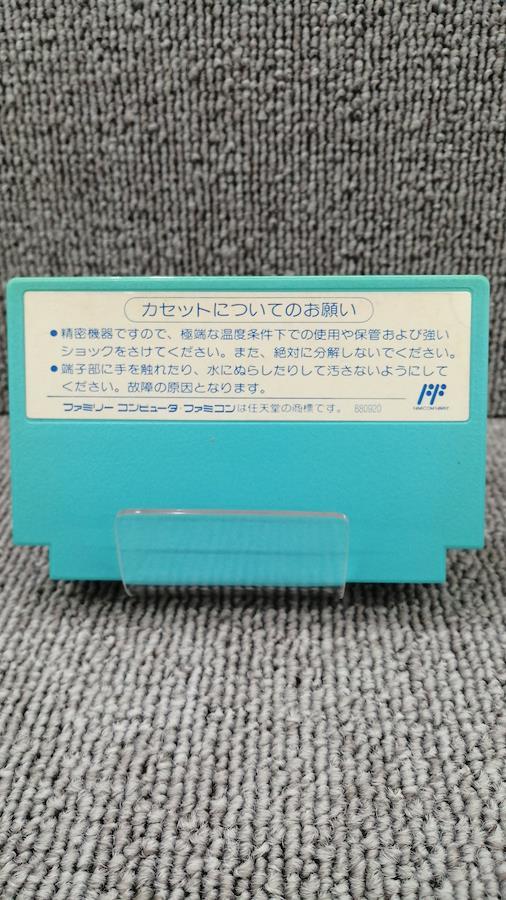 カセットについてのお願い
●精密機器ですので、極端な温度条件下での使用や保管および強い
ショックをさけてください。また、絶対に分解しないでください。
●端子部に手を触れたり、水にぬらしたりして汚さないようにして
ください。故障の原因となります。
ファミリー コンピュータ・ファミコンは任天堂の商標です。 880920
FAMICOM FAMILY